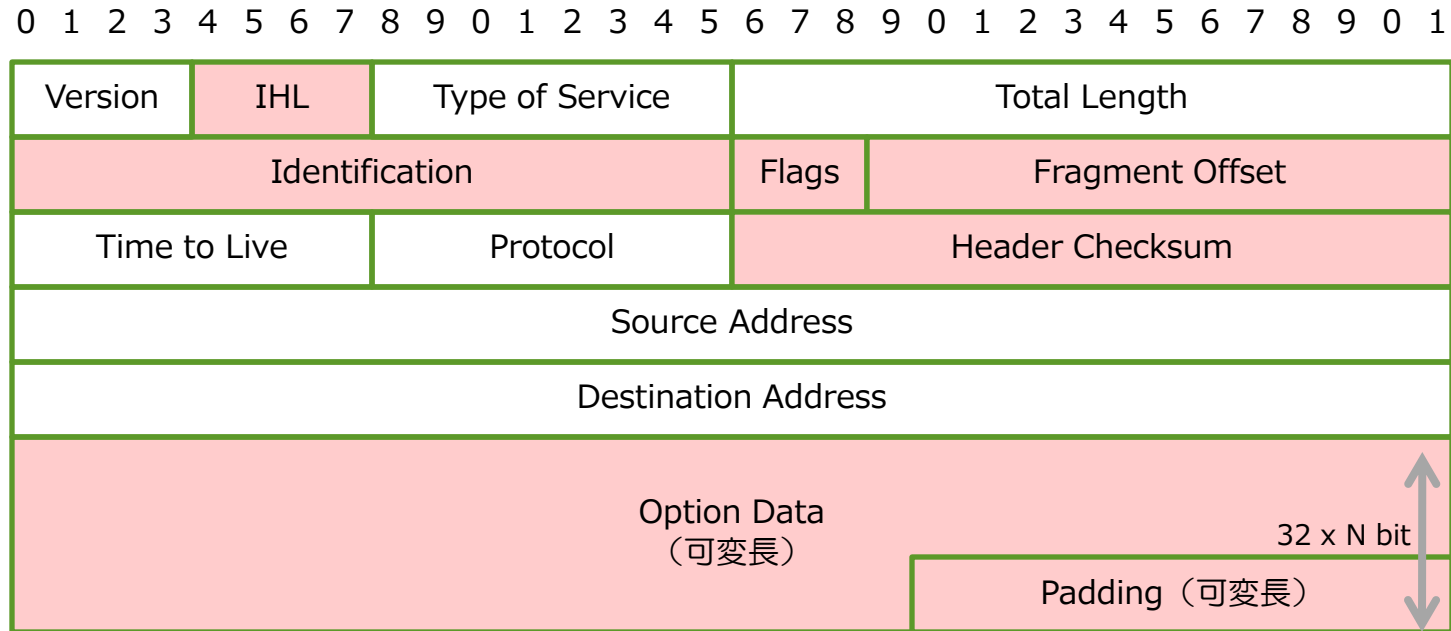 0 1 2 3 4 5 6 7 8 9 0 1 2 3 4 5 6 7 8 9 0 1 2 3 4 5 6 7 8 9 0 1
Version IHL Type of Service Total Length
Identification Flags Fragment Offset
Time to Live Protocol Header Checksum
Source Address
Destination Address
Option Data
（可変長）
32 x N bit
Padding（可変長）